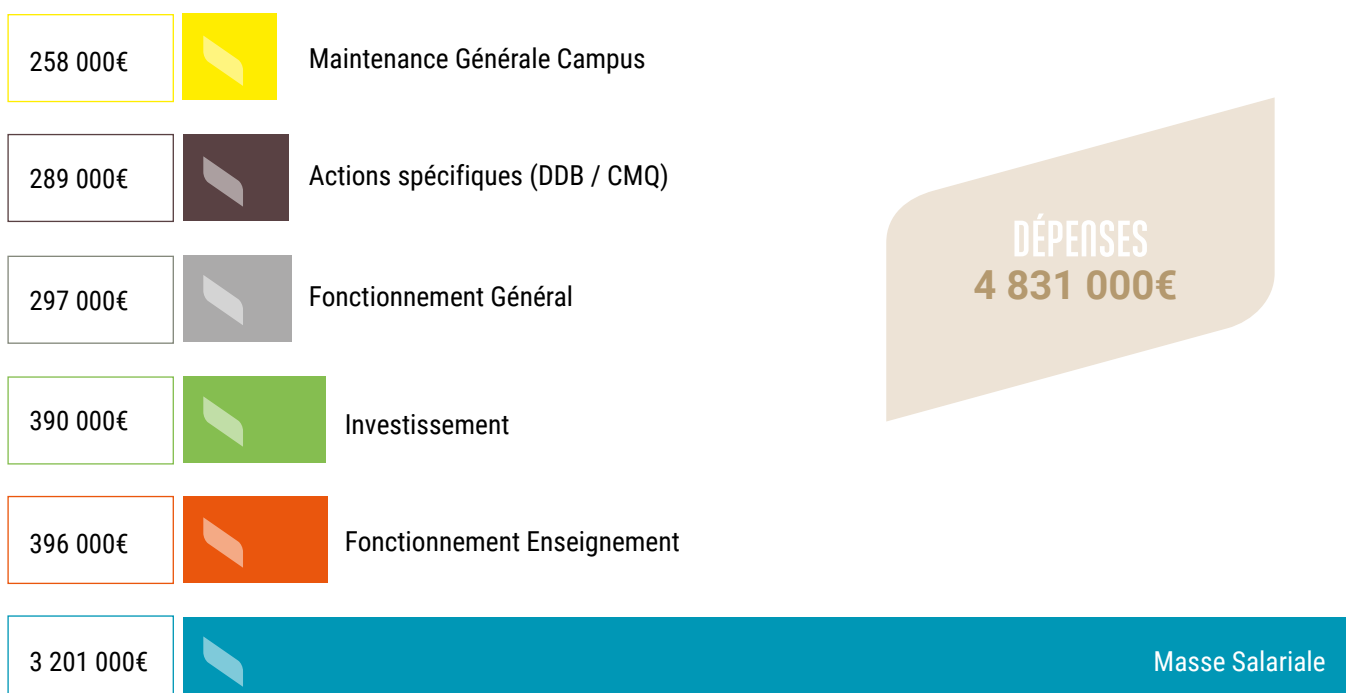 258 000€ Maintenance Générale Campus
289 000€ Actions spécifiques (DDB / CMQ)
DÉPENSES
4 831 000€
297 000€ Fonctionnement Général
390 000€ Investissement
396 000€ Fonctionnement Enseignement
3 201 000€ Masse Salariale